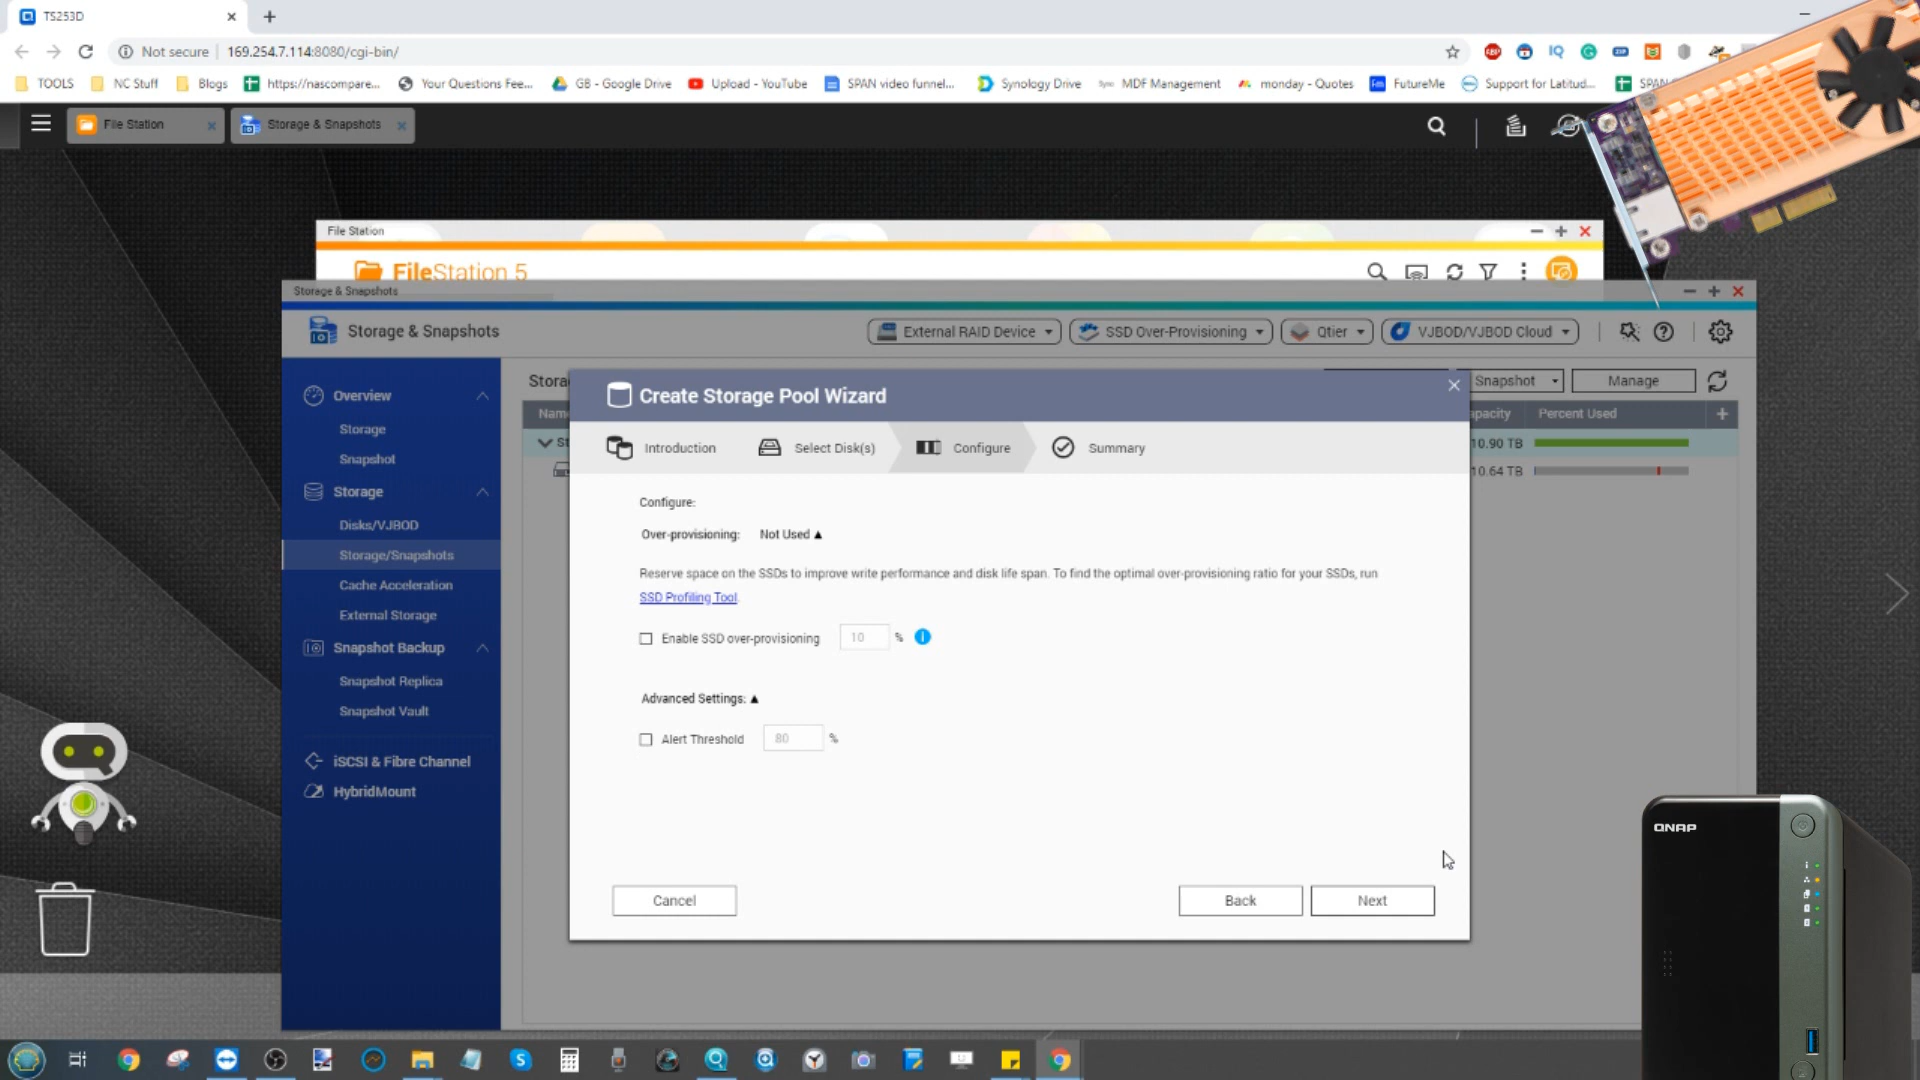 TS253D
Not secure
169.254.7.114:8080/cgi-bin/
TOOLS
NC Stuff
Blogs
https://nascompare...
Your Questions Fee...
GB - Google Drive
Upload - YouTube
SPAN video funnel...
Synology Drive
MDF Management
monday - Quotes
FutureMe
Support for Latitud...
File Station
Storage & Snapshots
File Station
FileStation 5
Storage & Snapshots
Storage & Snapshots
External RAID Device
SSD Over-Provisioning
Qtier
VJBOD/VJBOD Cloud
Overview
Storage
Snapshot
Storage
Disks/VJBOD
Storage/Snapshots
Cache Acceleration
External Storage
Snapshot Backup
Snapshot Replica
Snapshot Vault
iSCSI & Fibre Channel
HybridMount
Snapshot
Manage
Percent Used
10.90 TB
10.64 TB
Create Storage Pool Wizard
Introduction
Select Disk(s)
Configure
Summary
Configure:
Over-provisioning: Not Used ▲
Reserve space on the SSDs to improve write performance and disk life span. To find the optimal over-provisioning ratio for your SSDs, run
SSD Profiling Tool.
Enable SSD over-provisioning 10 %
Advanced Settings: ▲
Alert Threshold 80 %
Cancel
Back
Next
QNAP